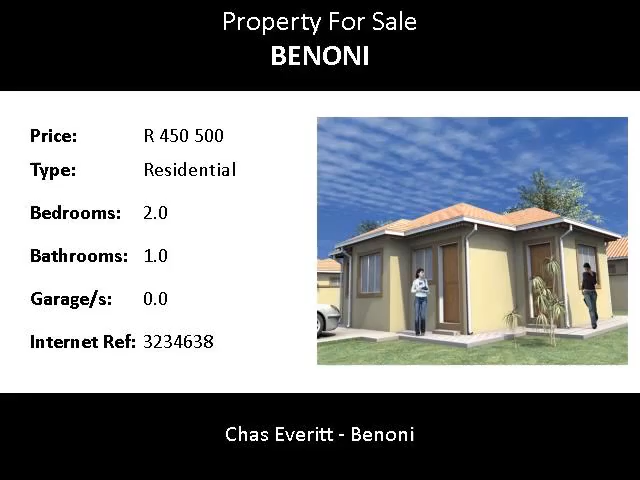 Property For Sale
BENONI
Price: R 450 500
Type: Residential
Bedrooms: 2.0
Bathrooms: 1.0
Garage/s: 0.0
Internet Ref: 3234638
Chas Everitt - Benoni